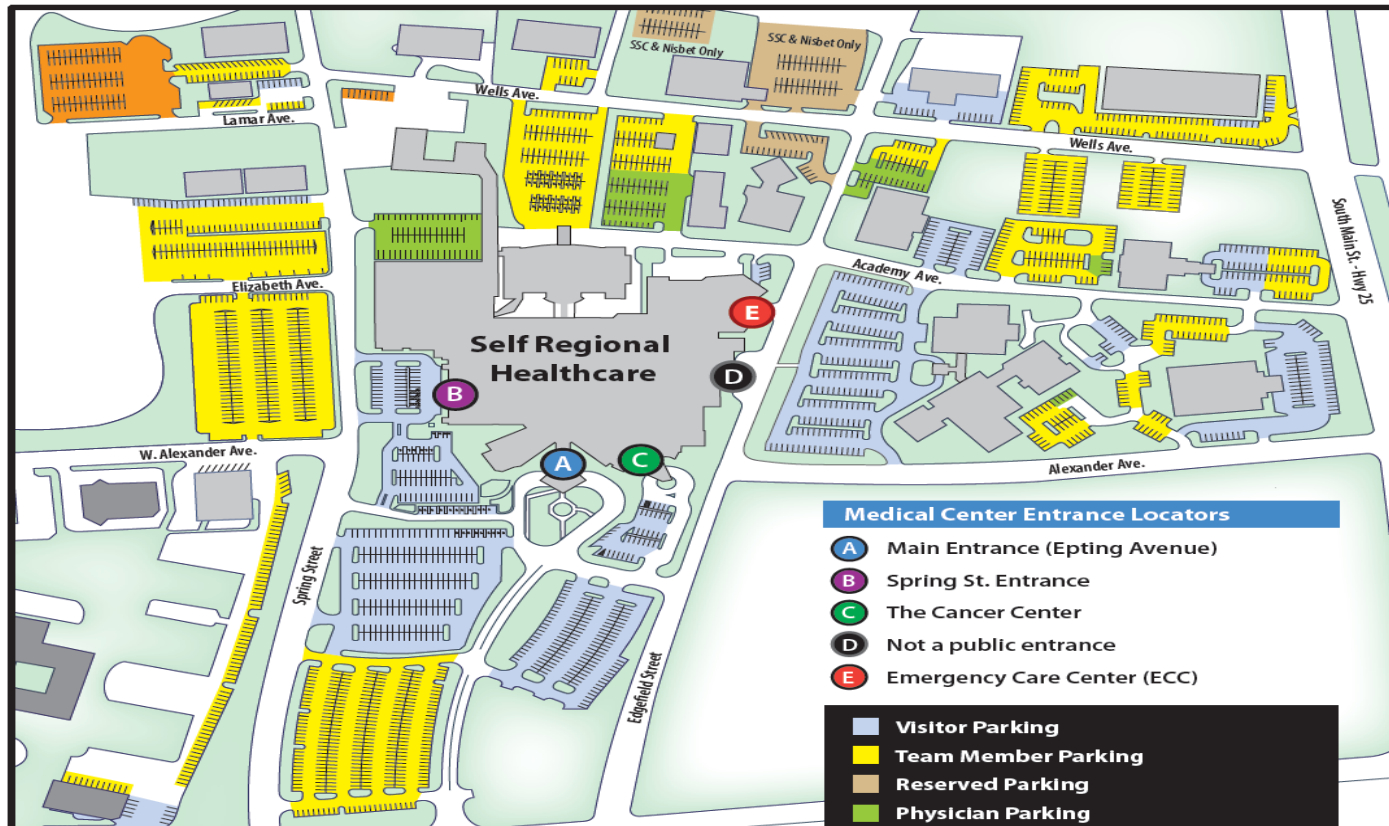 SSC & Nisbet Only
SSC & Nisbet Only
Wells Ave.
Lamar Ave.
Wells Ave.
South Main St. - Hwy 25
Academy Ave.
Elizabeth Ave.
E
Self Regional
Healthcare
D
B
W. Alexander Ave.
A
C
Alexander Ave.
Spring Street
Edgefield Street
Medical Center Entrance Locators
A Main Entrance (Epting Avenue)
B Spring St. Entrance
C The Cancer Center
D Not a public entrance
E Emergency Care Center (ECC)
Visitor Parking
Team Member Parking
Reserved Parking
Physician Parking